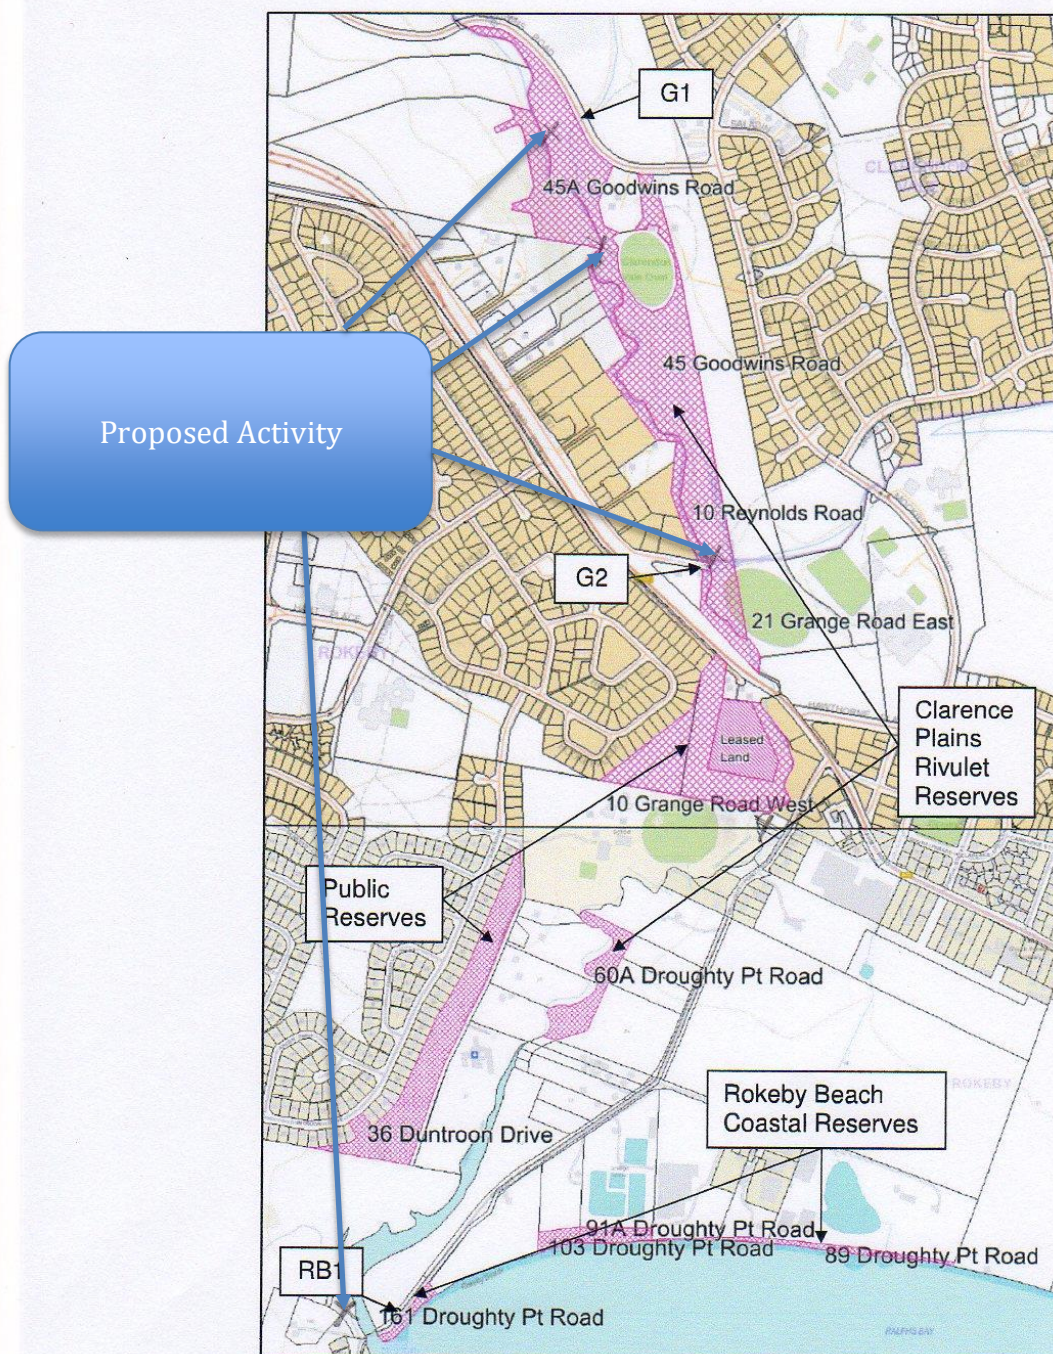 G1
45A Goodwins Road
45 Goodwins Road
Proposed Activity
10 Reynolds Road
G2
21 Grange Road East
ROKEBY
Clarence
Plains
Rivulet
Reserves
Leased
Land
10 Grange Road West
Public
Reserves
60A Droughty Pt Road
ROKEBY
Rokeby Beach
Coastal Reserves
36 Duntroon Drive
91A Droughty Pt Road
103 Droughty Pt Road
89 Droughty Pt Road
RB1
161 Droughty Pt Road